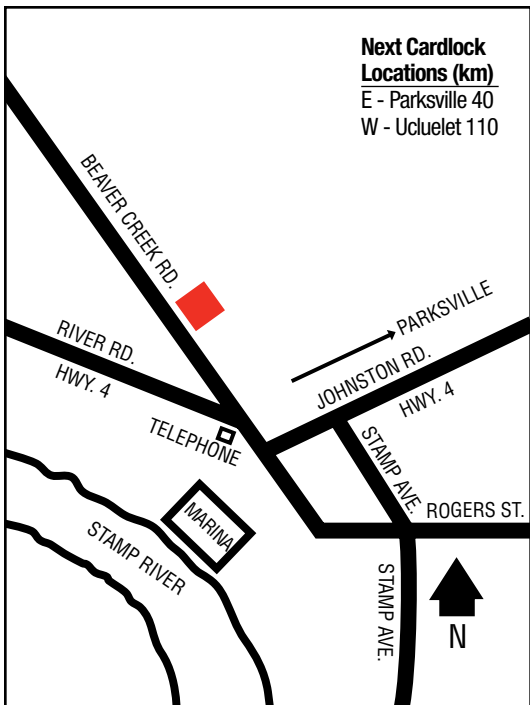 Next Cardlock
Locations (km)
E - Parksville 40
W - Ucluelet 110
BEAVER CREEK RD.
PARKSVILLE
RIVER RD.
HWY. 4
JOHNSTON RD.
HWY. 4
TELEPHONE
STAMP AVE.
MARINA
ROGERS ST.
STAMP RIVER
STAMP AVE.
N